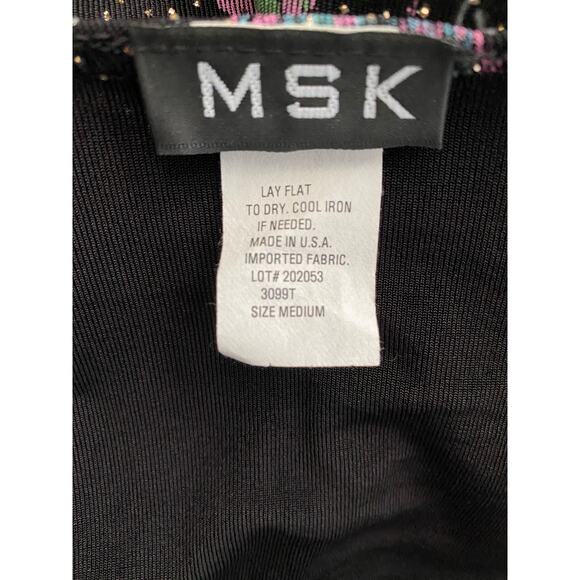 MSK
LAY FLAT
TO DRY. COOL IRON
IF NEEDED.
MADE IN U.S.A.
IMPORTED FABRIC.
LOT# 202053
3099T
SIZE MEDIUM